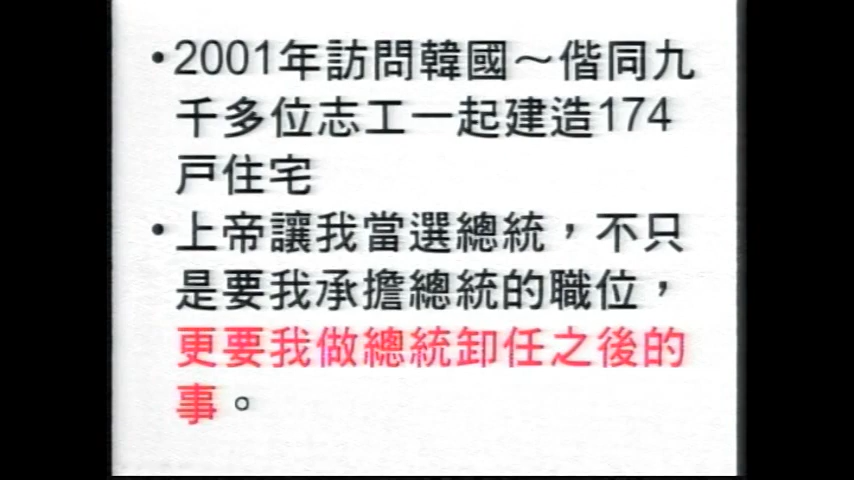 •2001年訪問韓國～偕同九
千多位志工一起建造174
戶住宅
•上帝讓我當選總統，不只
是要我承擔總統的職位，
更要我做總統卸任之後的
事。